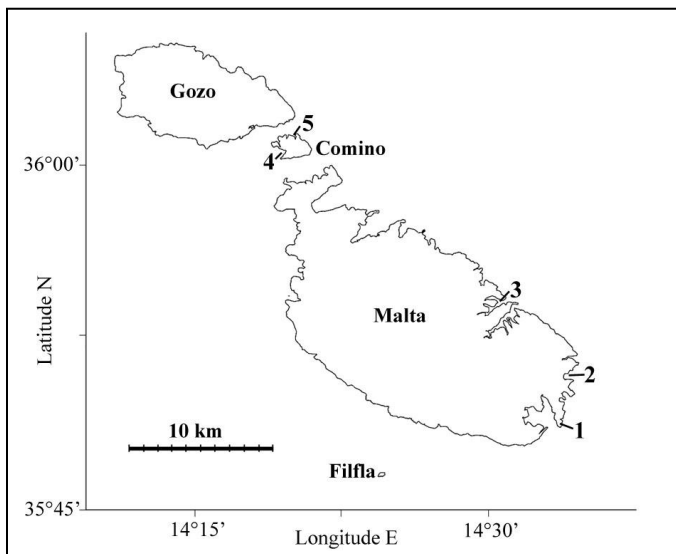 Gozo
5
4
Comino
36°00'
3
Malta
Latitude N
2
10 km
1
Filfla
35°45'
14°15'
14°30'
Longitude E